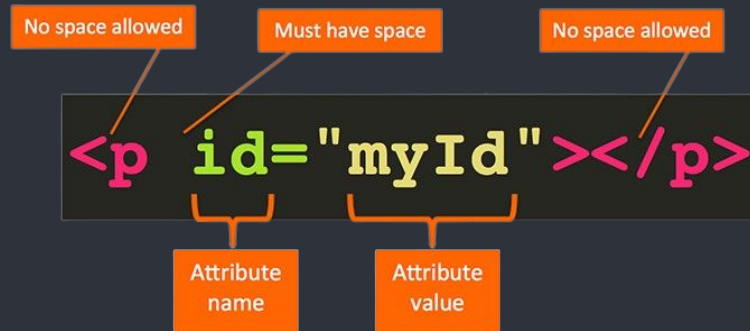 No space allowed
Must have space
No space allowed
<p id="myId"></p>
Attribute
name
Attribute
value